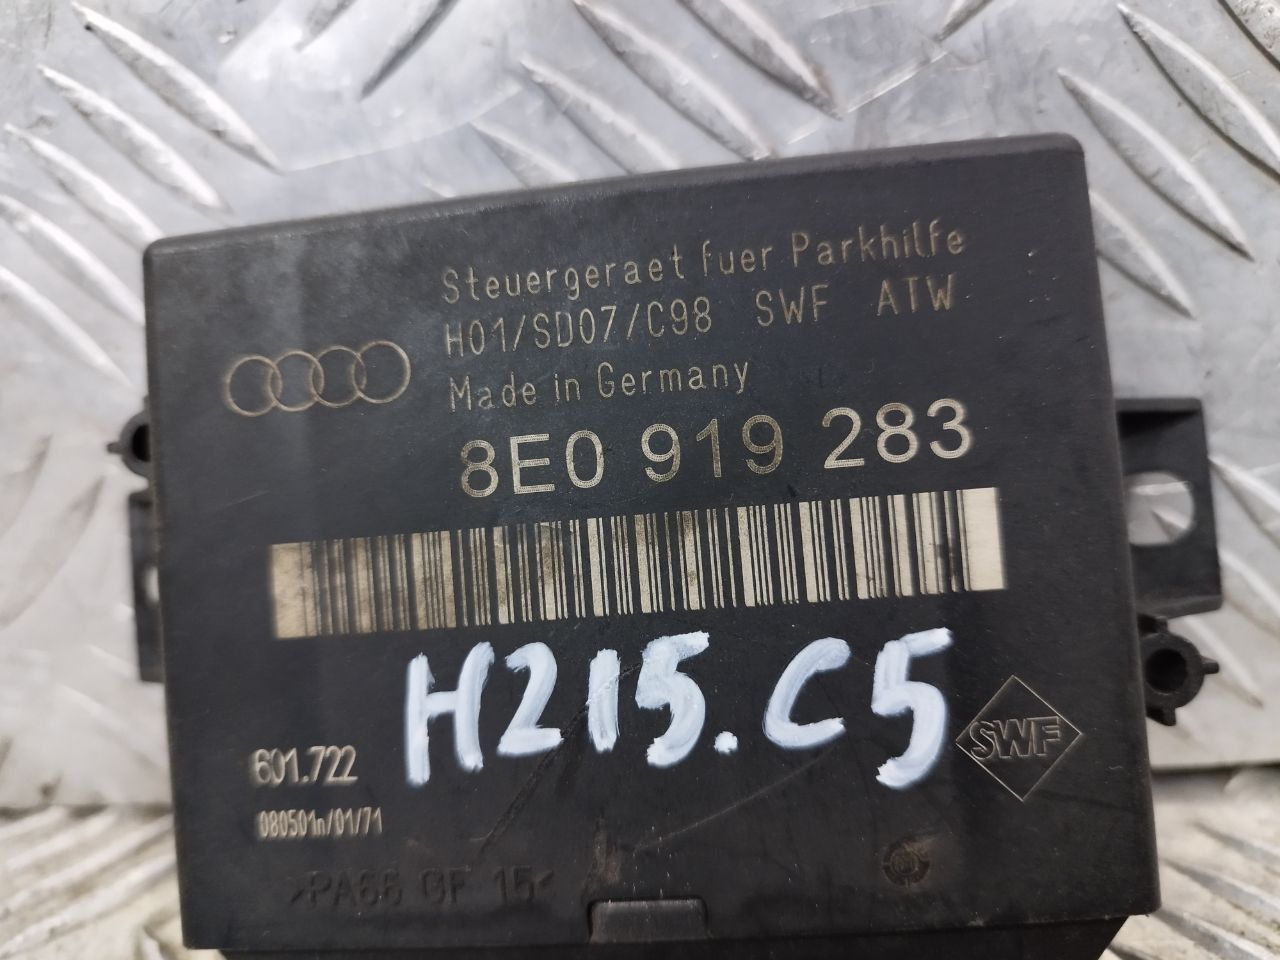 Steuergeraet fuer Parkhilfe
H01/SD07/C98 SWF ATW
Made in Germany
8E0 919 283
H215.C5
601.722
080501n/01/71
SWF
>PA66 GF 15<